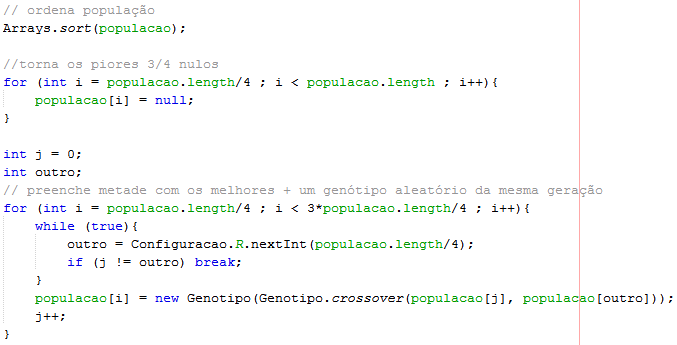 // ordena população
Arrays.sort(populacao);

//torna os piores 3/4 nulos
for (int i = populacao.length/4 ; i < populacao.length ; i++){
    populacao[i] = null;
}

int j = 0;
int outro;
// preenche metade com os melhores + um genótipo aleatório da mesma geração
for (int i = populacao.length/4 ; i < 3*populacao.length/4 ; i++){
    while (true){
        outro = Configuracao.R.nextInt(populacao.length/4);
        if (j != outro) break;
    }
    populacao[i] = new Genotipo(Genotipo.crossover(populacao[j], populacao[outro]));
    j++;
}